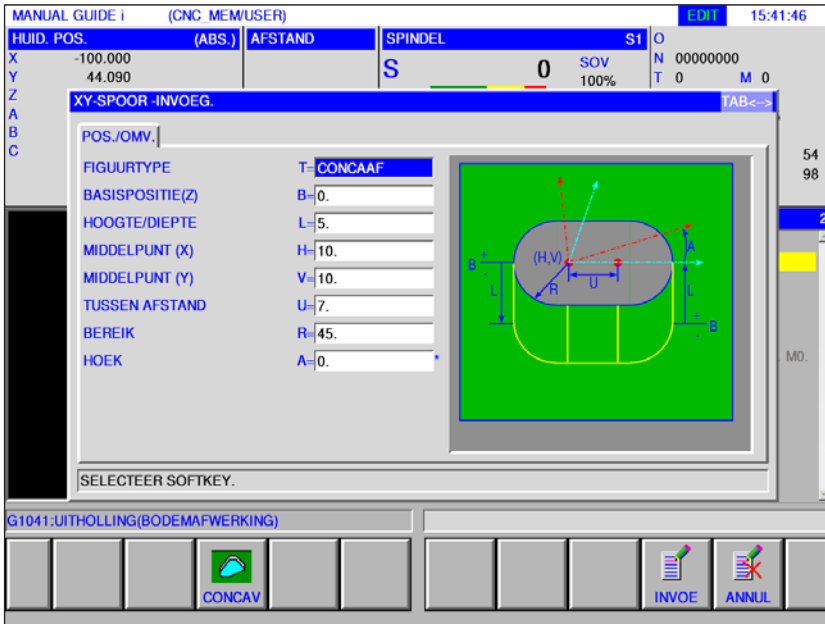 MANUAL GUIDE i (CNC_MEM/USER) EDIT 15:41:46
HUID. POS. (ABS.) AFSTAND SPINDEL S1 O
X -100.000
Y 44.090
Z
A
B
C
S 0 SOV 100%
N 00000000
T 0 M 0
54
98
XY-SPOOR -INVOEG. TAB<-->
POS./OMV.
FIGUURTYPE T=CONCAAF
BASISPOSITIE(Z) B=0.
HOOGTE/DIEPTE L=5.
MIDDELPUNT (X) H=10.
MIDDELPUNT (Y) V=10.
TUSSEN AFSTAND U=7.
BEREIK R=45.
HOEK A=0. *
(H,V) A
B + - U
L R L
+ - B
2
M0.
SELECTEER SOFTKEY.
G1041:UITHOLLING(BODEMAFWERKING)
CONCAV INVOE ANNUL